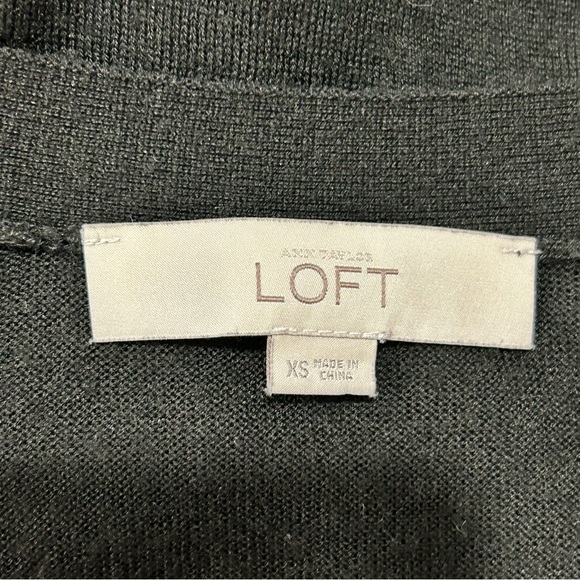 ANN TAYLOR
LOFT
XS MADE IN
CHINA